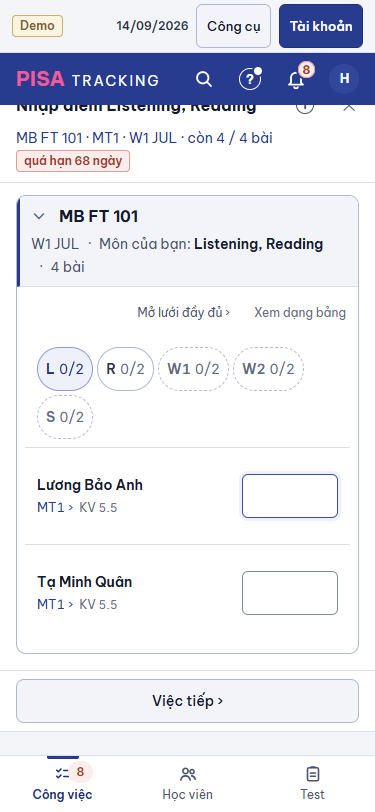 Demo
14/09/2026
Công cụ
Tài khoản
PISA TRACKING
?
8
H
Nhập điểm Listening, Reading
MB FT 101 · MT1 · W1 JUL · còn 4 / 4 bài
quá hạn 68 ngày
MB FT 101
W1 JUL · Môn của bạn: Listening, Reading
· 4 bài
Mở lưới đầy đủ ›
Xem dạng bảng
L 0/2
R 0/2
W1 0/2
W2 0/2
S 0/2
Lương Bảo Anh
MT1 › KV 5.5
Tạ Minh Quân
MT1 › KV 5.5
Việc tiếp ›
8
Công việc
Học viên
Test